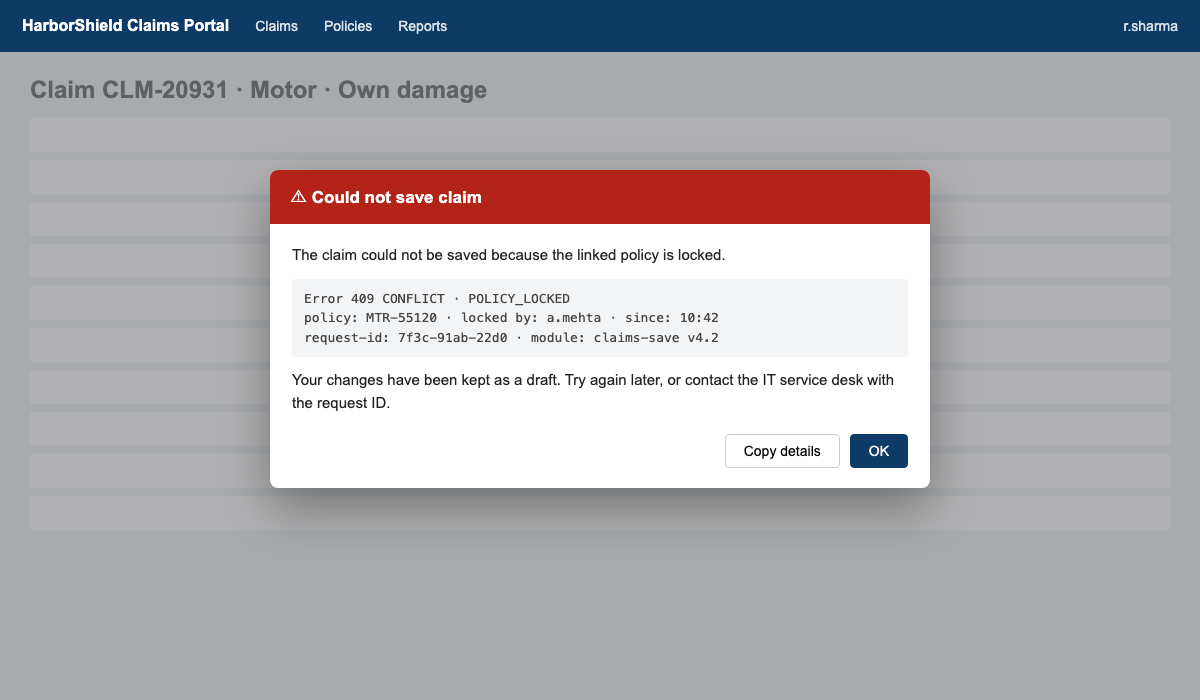 HarborShield Claims Portal Claims Policies Reports r.sharma
Claim CLM-20931 · Motor · Own damage
⚠ Could not save claim
The claim could not be saved because the linked policy is locked.
Error 409 CONFLICT · POLICY_LOCKED
policy: MTR-55120 · locked by: a.mehta · since: 10:42
request-id: 7f3c-91ab-22d0 · module: claims-save v4.2
Your changes have been kept as a draft. Try again later, or contact the IT service desk with
the request ID.
Copy details OK